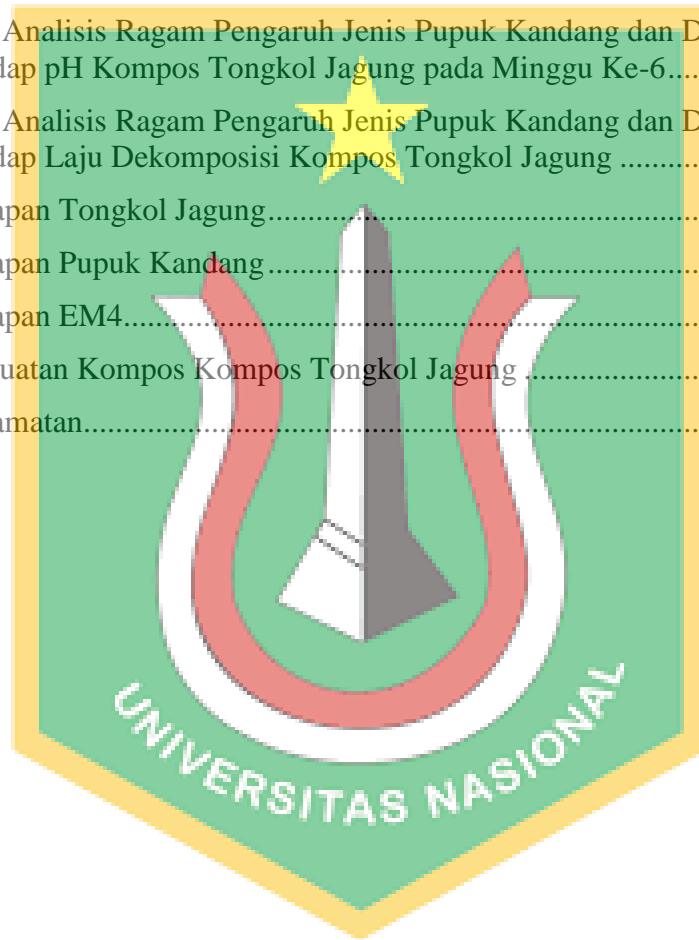 Analisis Ragam Pengaruh Jenis Pupuk Kandang dan D
dap pH Kompos Tongkol Jagung pada Minggu Ke-6.....
Analisis Ragam Pengaruh Jenis Pupuk Kandang dan D
dap Laju Dekomposisi Kompos Tongkol Jagung ..........
apan Tongkol Jagung..............................................................
apan Pupuk Kandang..............................................................
apan EM4................................................................................
uatan Kompos Kompos Tongkol Jagung ........................
amatan.....................................................................................
UNIVERSITAS NASIONAL